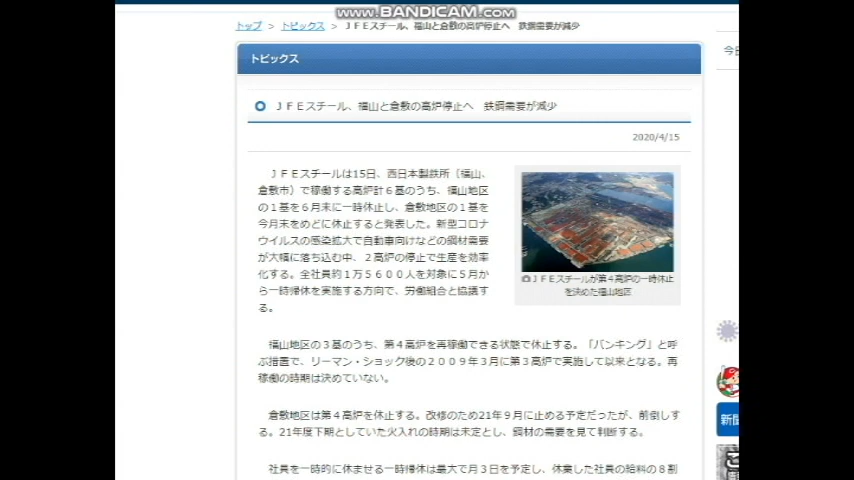 www.BANDICAM.com
トップ > トピックス > ＪＦＥスチール、福山と倉敷の高炉停止へ　鉄鋼需要が減少
今日
トピックス
ＪＦＥスチール、福山と倉敷の高炉停止へ　鉄鋼需要が減少
2020/4/15
ＪＦＥスチールは15日、西日本製鉄所（福山、
倉敷市）で稼働する高炉計６基のうち、福山地区
の１基を６月末に一時休止し、倉敷地区の１基を
今月末をめどに休止すると発表した。新型コロナ
ウイルスの感染拡大で自動車向けなどの鋼材需要
が大幅に落ち込む中、２高炉の停止で生産を効率
化する。全社員約１万５６００人を対象に５月か
ら一時帰休を実施する方向で、労働組合と協議す
る。
ＪＦＥスチールが第４高炉の一時休止
を決めた福山地区
福山地区の３基のうち、第４高炉を再稼働できる状態で休止する。「バンキング」と呼
ぶ措置で、リーマン・ショック後の２００９年３月に第３高炉で実施して以来となる。再
稼働の時期は決めていない。
倉敷地区は第４高炉を休止する。改修のため21年９月に止める予定だったが、前倒しす
る。21年度下期としていた火入れの時期は未定とし、鋼材の需要を見て判断する。
新聞
社員を一時的に休ませる一時帰休は最大で月３日を予定し、休業した社員の給料の８割